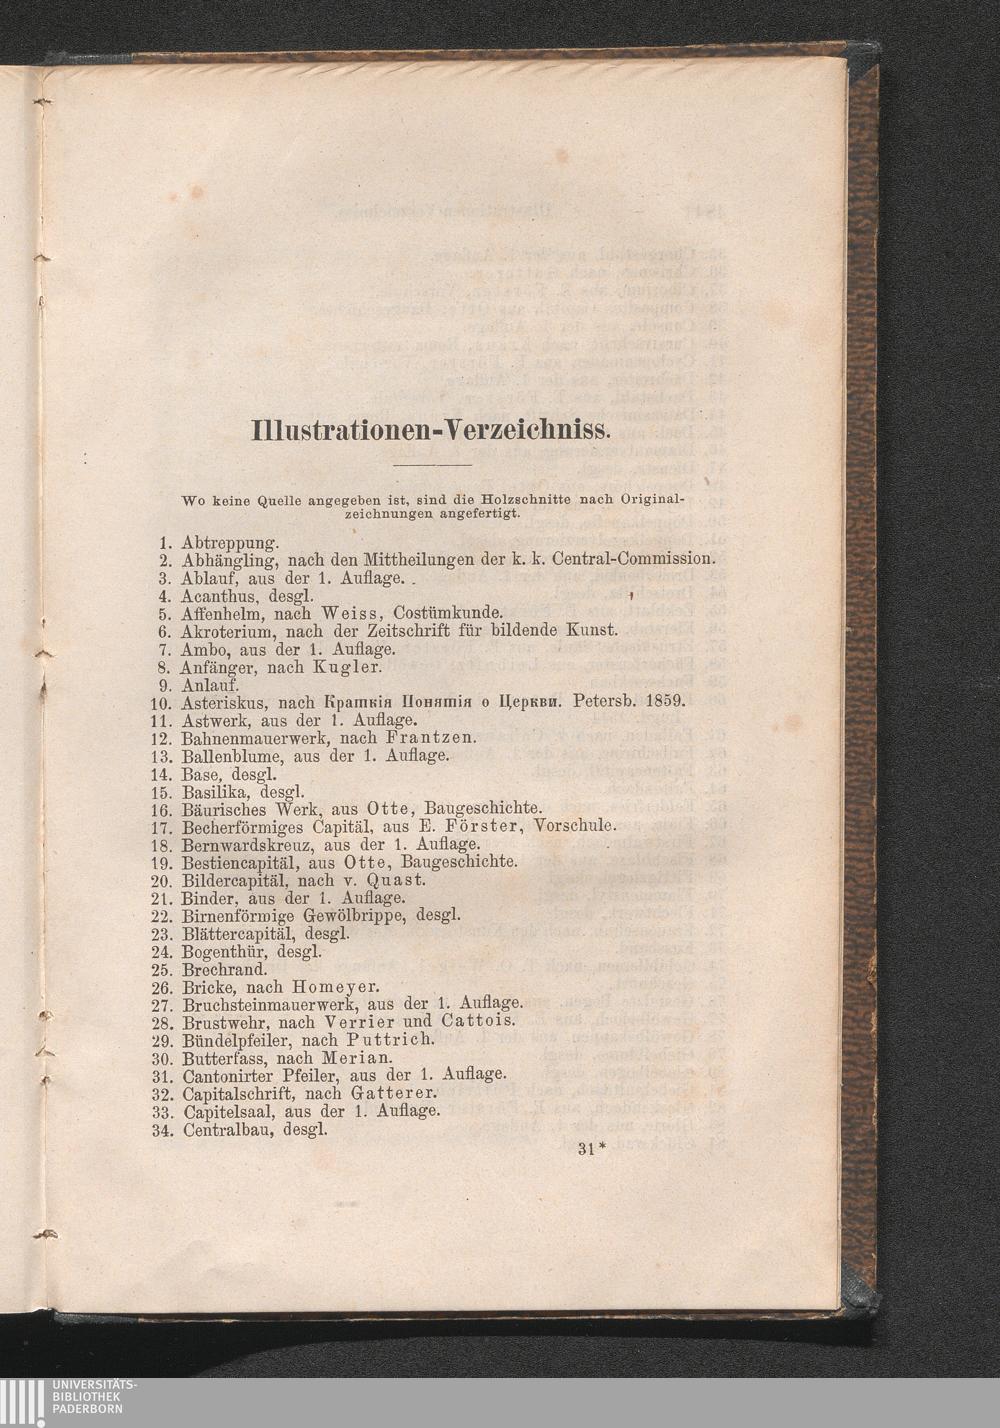 Illustrationen-Verzeichniss.
Wo keine Quelle angegeben ist, sind die Holzschnitte nach Original-
zeichnungen angefertigt.
1. Abtreppung.
2. Abhängling, nach den Mittheilungen der k. k. Central-Commission.
3. Ablauf, aus der 1. Auflage.
4. Acanthus, desgl.
5. Affenhelm, nach Weiss, Costümkunde.
6. Akroterium, nach der Zeitschrift für bildende Kunst.
7. Ambo, aus der 1. Auflage.
8. Anfänger, nach Kugler.
9. Anlauf.
10. Asteriskus, nach Краткія Понятія о Церкви. Petersb. 1859.
11. Astwerk, aus der 1. Auflage.
12. Bahnenmauerwerk, nach Frantzen.
13. Ballenblume, aus der 1. Auflage.
14. Base, desgl.
15. Basilika, desgl.
16. Bäurisches Werk, aus Otte, Baugeschichte.
17. Becherförmiges Capitäl, aus E. Förster, Vorschule.
18. Bernwardskreuz, aus der 1. Auflage.
19. Bestiencapitäl, aus Otte, Baugeschichte.
20. Bildercapitäl, nach v. Quast.
21. Binder, aus der 1. Auflage.
22. Birnenförmige Gewölbrippe, desgl.
23. Blättercapitäl, desgl.
24. Bogenthür, desgl.
25. Brechrand.
26. Bricke, nach Homeyer.
27. Bruchsteinmauerwerk, aus der 1. Auflage.
28. Brustwehr, nach Verrier und Cattois.
29. Bündelpfeiler, nach Puttrich.
30. Butterfass, nach Merian.
31. Cantonirter Pfeiler, aus der 1. Auflage.
32. Capitalschrift, nach Gatterer.
33. Capitelsaal, aus der 1. Auflage.
34. Centralbau, desgl.
31*
UNIVERSITÄTS-
BIBLIOTHEK
PADERBORN